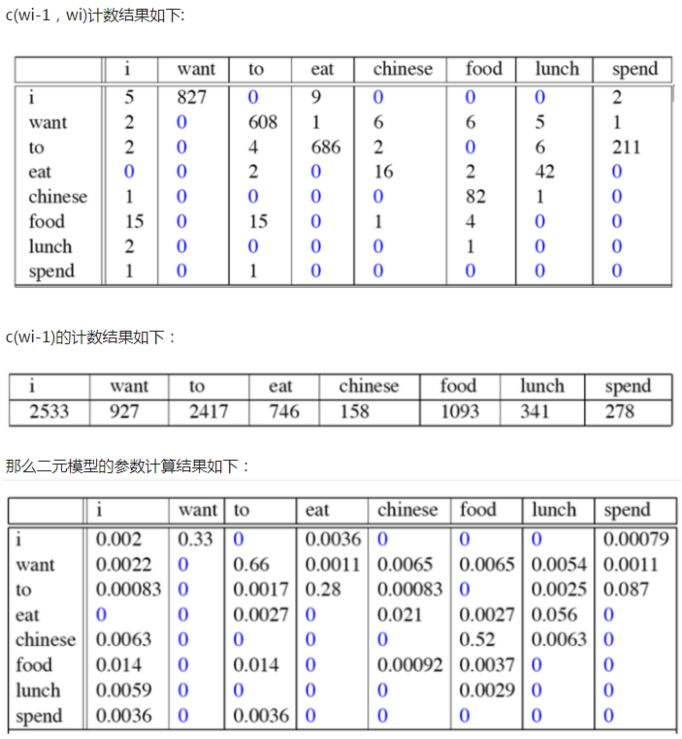 c(wi-1，wi)计数结果如下:
i want to eat chinese food lunch spend
i 5 827 0 9 0 0 0 2
want 2 0 608 1 6 6 5 1
to 2 0 4 686 2 0 6 211
eat 0 0 2 0 16 2 42 0
chinese 1 0 0 0 0 82 1 0
food 15 0 15 0 1 4 0 0
lunch 2 0 0 0 0 1 0 0
spend 1 0 1 0 0 0 0 0
c(wi-1)的计数结果如下：
i want to eat chinese food lunch spend
2533 927 2417 746 158 1093 341 278
那么二元模型的参数计算结果如下：
i want to eat chinese food lunch spend
i 0.002 0.33 0 0.0036 0 0 0 0.00079
want 0.0022 0 0.66 0.0011 0.0065 0.0065 0.0054 0.0011
to 0.00083 0 0.0017 0.28 0.00083 0 0.0025 0.087
eat 0 0 0.0027 0 0.021 0.0027 0.056 0
chinese 0.0063 0 0 0 0 0.52 0.0063 0
food 0.014 0 0.014 0 0.00092 0.0037 0 0
lunch 0.0059 0 0 0 0 0.0029 0 0
spend 0.0036 0 0.0036 0 0 0 0 0